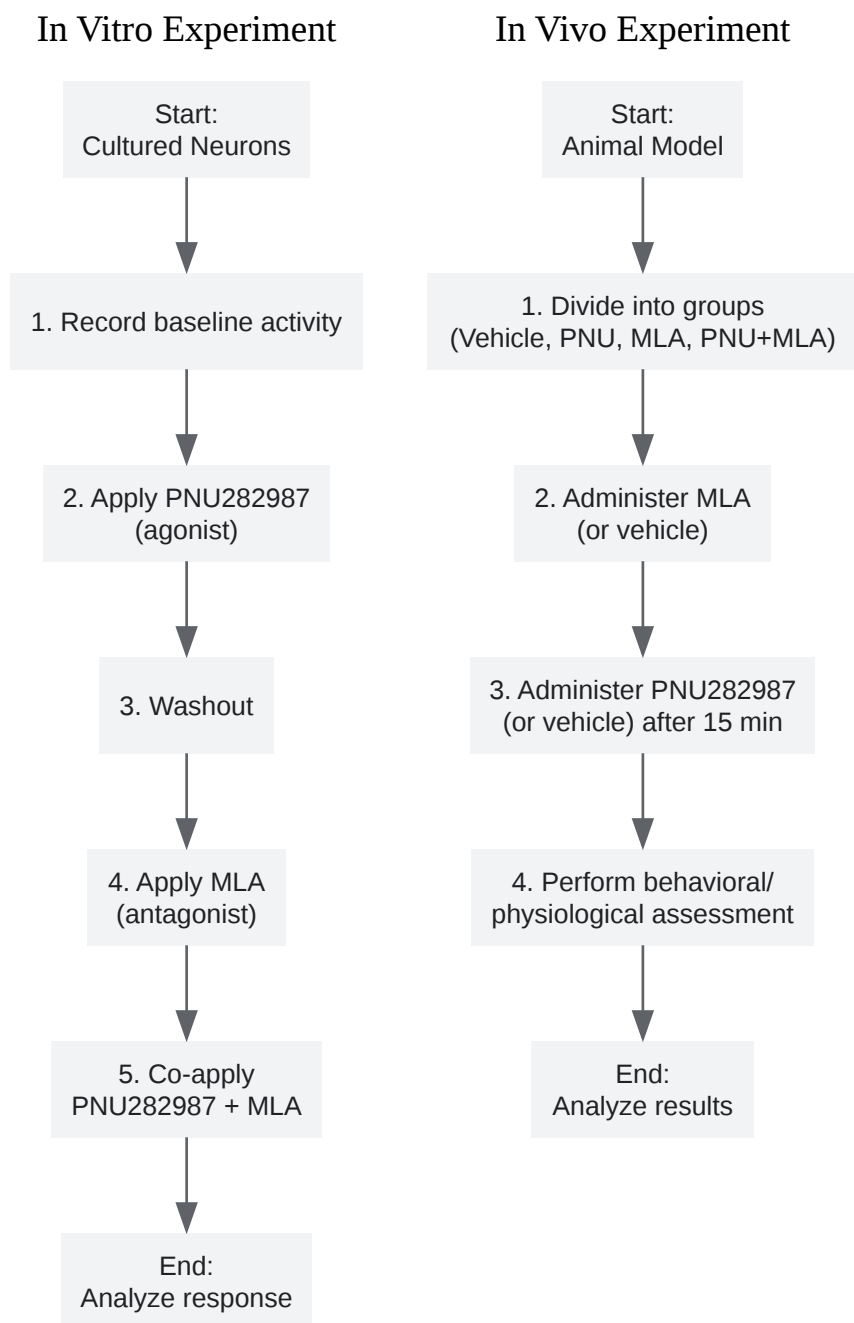 In Vitro Experiment
Start:
Cultured Neurons
1. Record baseline activity
2. Apply PNU282987
(agonist)
3. Washout
4. Apply MLA
(antagonist)
5. Co-apply
PNU282987 + MLA
End:
Analyze response
In Vivo Experiment
Start:
Animal Model
1. Divide into groups
(Vehicle, PNU, MLA, PNU+MLA)
2. Administer MLA
(or vehicle)
3. Administer PNU282987
(or vehicle) after 15 min
4. Perform behavioral/
physiological assessment
End:
Analyze results